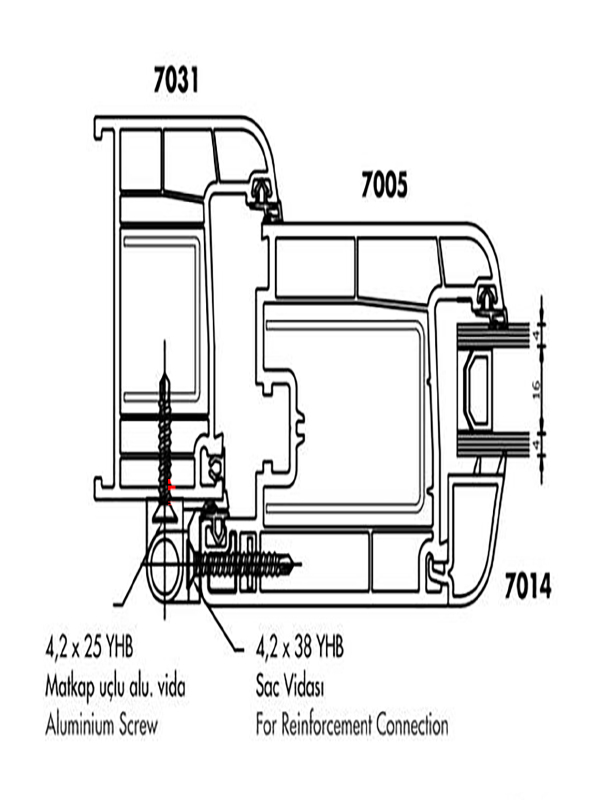 7031
7005
4
16
4
7014
4,2 x 25 YHB
Matkap uçlu alu. vida
Aluminium Screw
4,2 x 38 YHB
Sac Vidası
For Reinforcement Connection